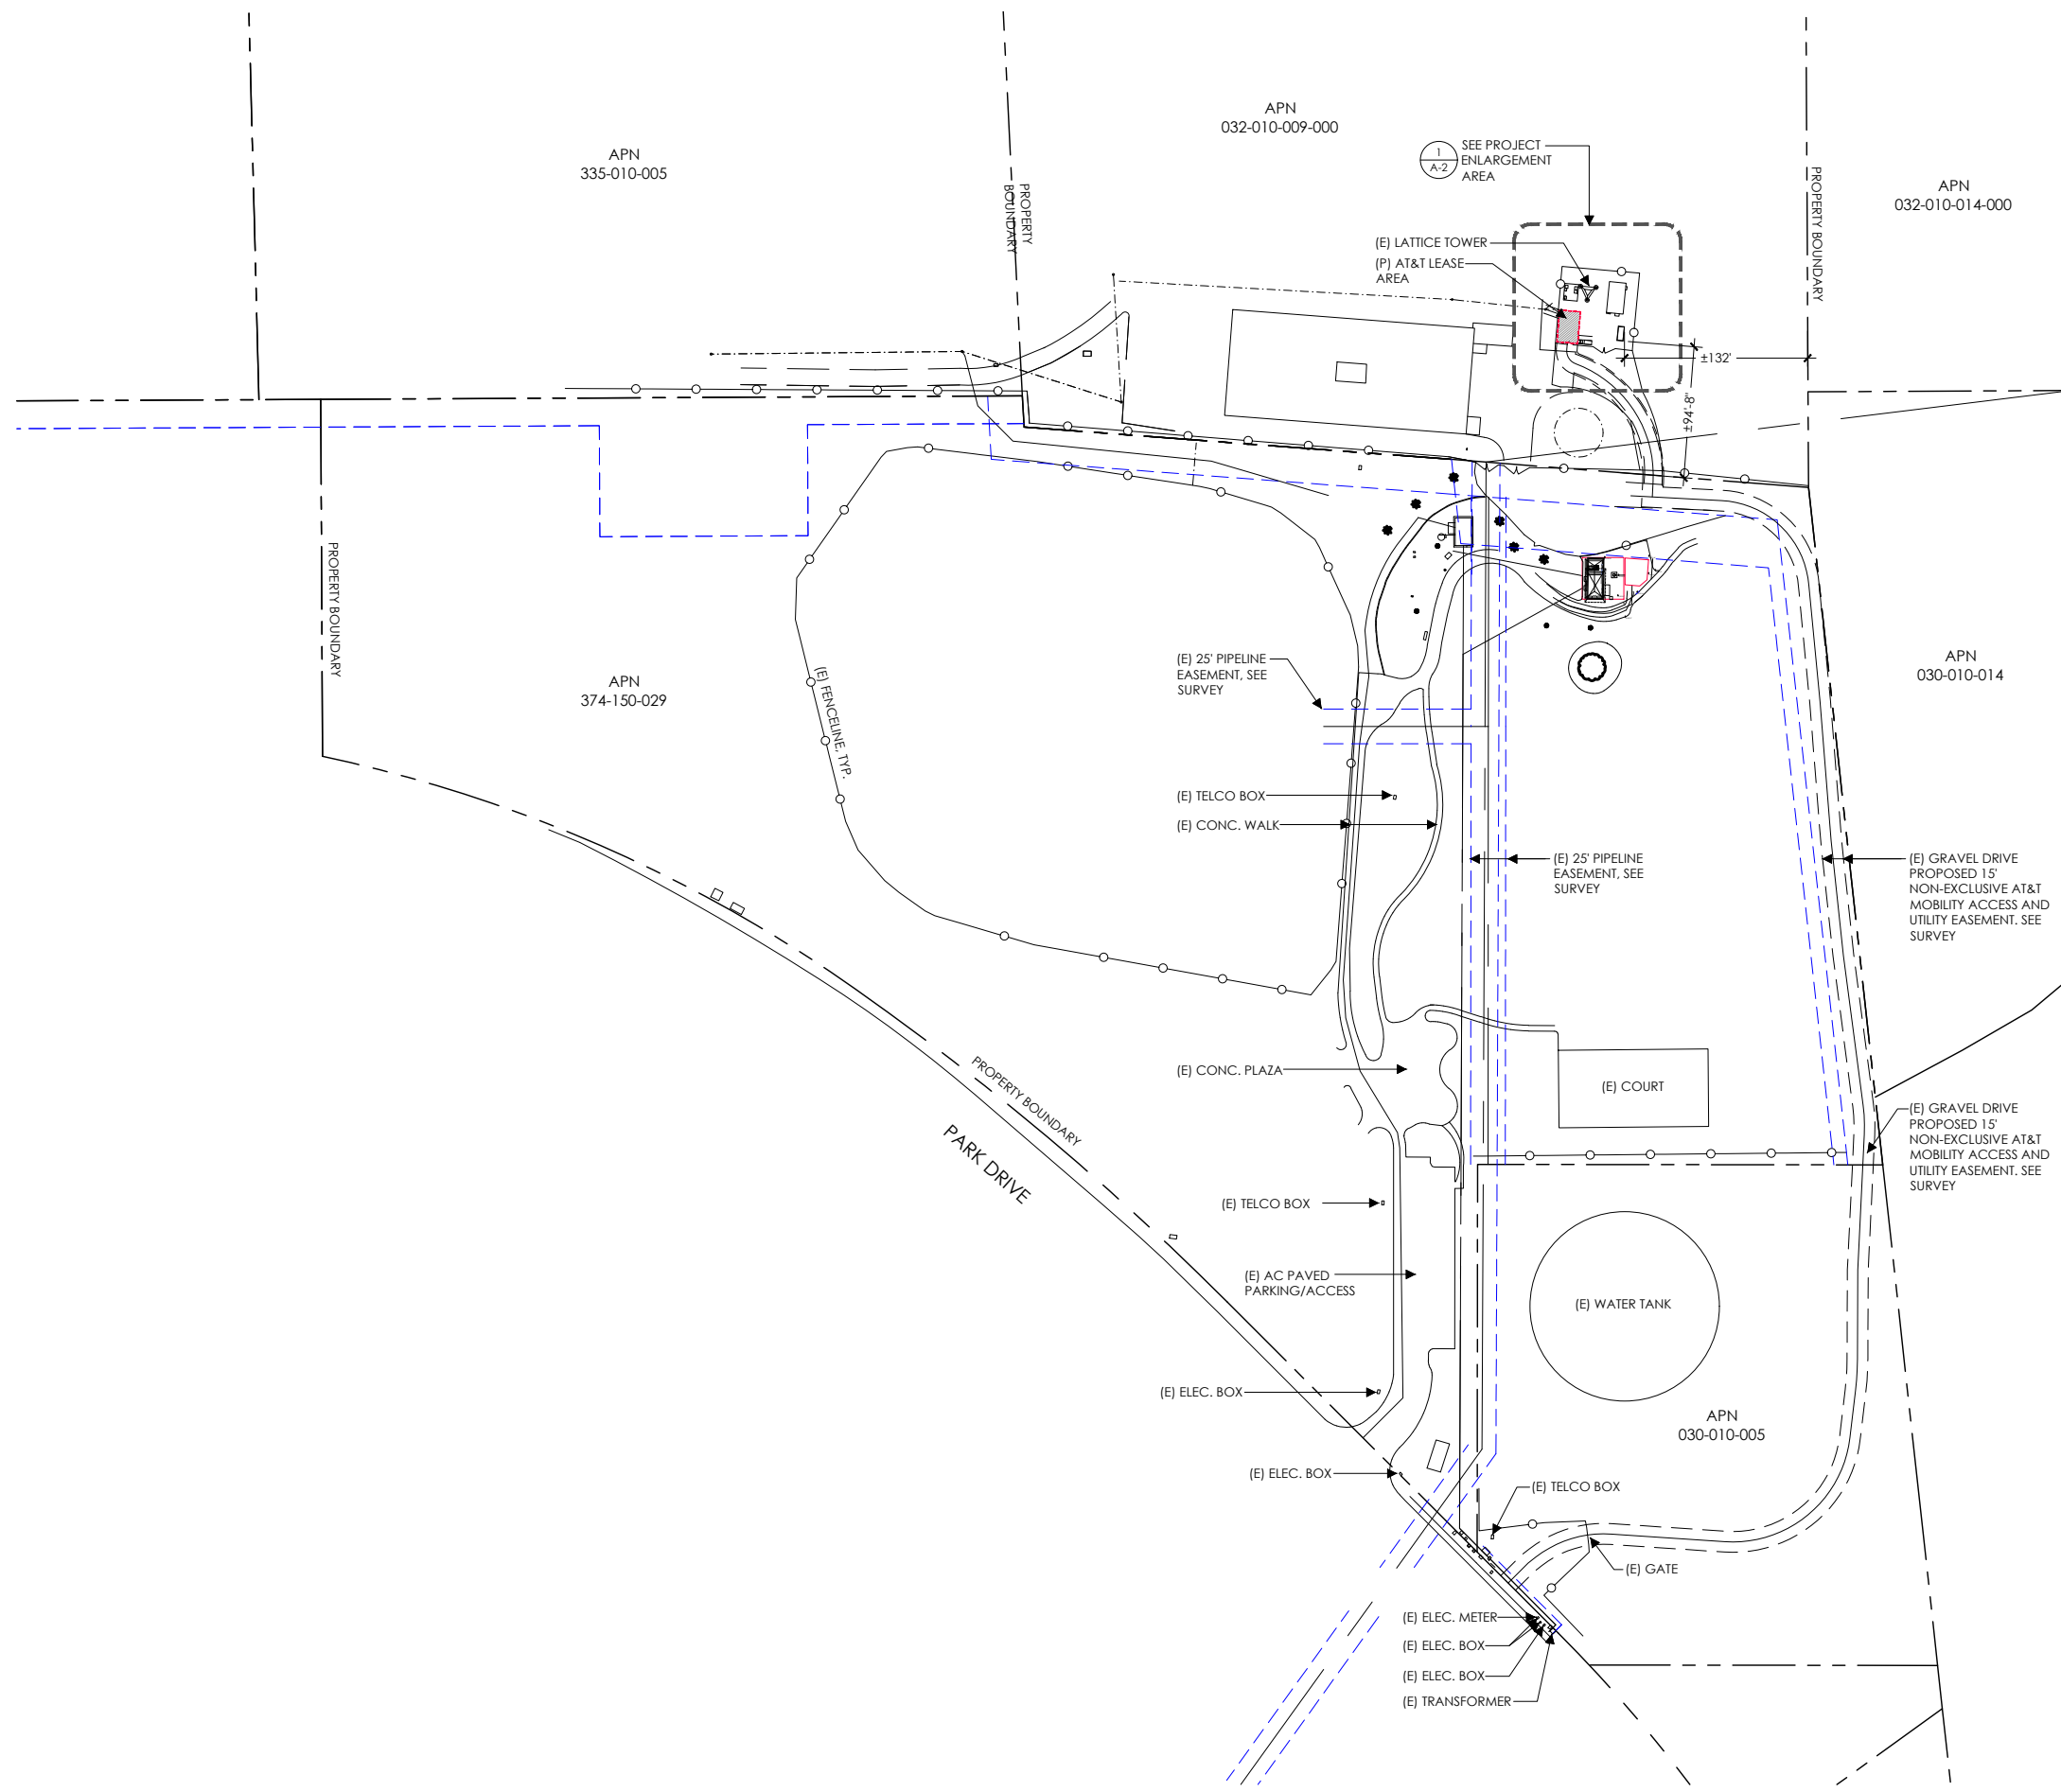 APN
032-010-009-000
APN
335-010-005
1
A-2
SEE PROJECT
ENLARGEMENT
AREA
APN
032-010-014-000
PROPERTY
BOUNDARY
PROPERTY BOUNDARY
(E) LATTICE TOWER
(P) AT&T LEASE
AREA
±132'
±94'-8"
PROPERTY BOUNDARY
APN
374-150-029
(E) FENCELINE, TYP.
(E) 25' PIPELINE
EASEMENT, SEE
SURVEY
APN
030-010-014
(E) TELCO BOX
(E) CONC. WALK
(E) 25' PIPELINE
EASEMENT, SEE
SURVEY
(E) GRAVEL DRIVE
PROPOSED 15'
NON-EXCLUSIVE AT&T
MOBILITY ACCESS AND
UTILITY EASEMENT. SEE
SURVEY
PROPERTY BOUNDARY
PARK DRIVE
(E) CONC. PLAZA
(E) COURT
(E) GRAVEL DRIVE
PROPOSED 15'
NON-EXCLUSIVE AT&T
MOBILITY ACCESS AND
UTILITY EASEMENT. SEE
SURVEY
(E) TELCO BOX
(E) AC PAVED
PARKING/ACCESS
(E) WATER TANK
(E) ELEC. BOX
APN
030-010-005
(E) ELEC. BOX
(E) TELCO BOX
(E) GATE
(E) ELEC. METER
(E) ELEC. BOX
(E) ELEC. BOX
(E) TRANSFORMER